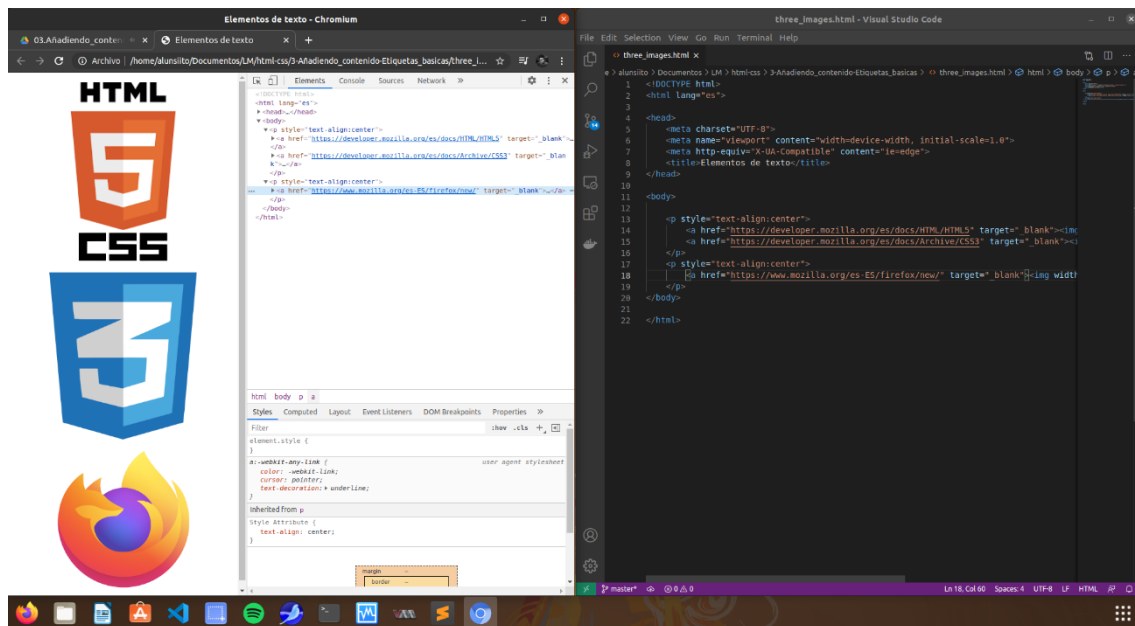 Elementos de texto - Chromium
03.Añadiendo_conten
Elementos de texto
Archivo | /home/alunsiito/Documentos/LM/html-css/3-Añadiendo_contenido-Etiquetas_basicas/three_i...
HTML
CSS
Elements Console Sources Network »
<!DOCTYPE html>
<html lang="es">
<head>…</head>
<body>
<p style="text-align:center">
<a href="https://developer.mozilla.org/es/docs/HTML/HTML5" target="_blank">…
</a>
<a href="https://developer.mozilla.org/es/docs/Archive/CSS3" target="_blan
k">…</a>
</p>
<p style="text-align:center">
<a href="https://www.mozilla.org/es-ES/firefox/new/" target="_blank">…</a>
</p>
</body>
</html>
html body p a
Styles Computed Layout Event Listeners DOM Breakpoints Properties »
Filter
:hov .cls +
element.style {
}
a:-webkit-any-link {
user agent stylesheet
color: -webkit-link;
cursor: pointer;
text-decoration: underline;
}
Inherited from p
Style Attribute {
text-align: center;
}
margin –
border –
three_images.html - Visual Studio Code
File Edit Selection View Go Run Terminal Help
three_images.html
e > alunsiito > Documentos > LM > html-css > 3-Añadiendo_contenido-Etiquetas_basicas > three_images.html > html > body > p > a
1 <!DOCTYPE html>
2 <html lang="es">
3
4 <head>
5 <meta charset="UTF-8">
6 <meta name="viewport" content="width=device-width, initial-scale=1.0">
7 <meta http-equiv="X-UA-Compatible" content="ie=edge">
8 <title>Elementos de texto</title>
9 </head>
10
11 <body>
12
13 <p style="text-align:center">
14 <a href="https://developer.mozilla.org/es/docs/HTML/HTML5" target="_blank"><img
15 <a href="https://developer.mozilla.org/es/docs/Archive/CSS3" target="_blank"><i
16 </p>
17 <p style="text-align:center">
18 <a href="https://www.mozilla.org/es-ES/firefox/new/" target="_blank"><img width
19 </p>
20 </body>
21
22 </html>
master* 0 0
Ln 18, Col 60 Spaces: 4 UTF-8 LF HTML